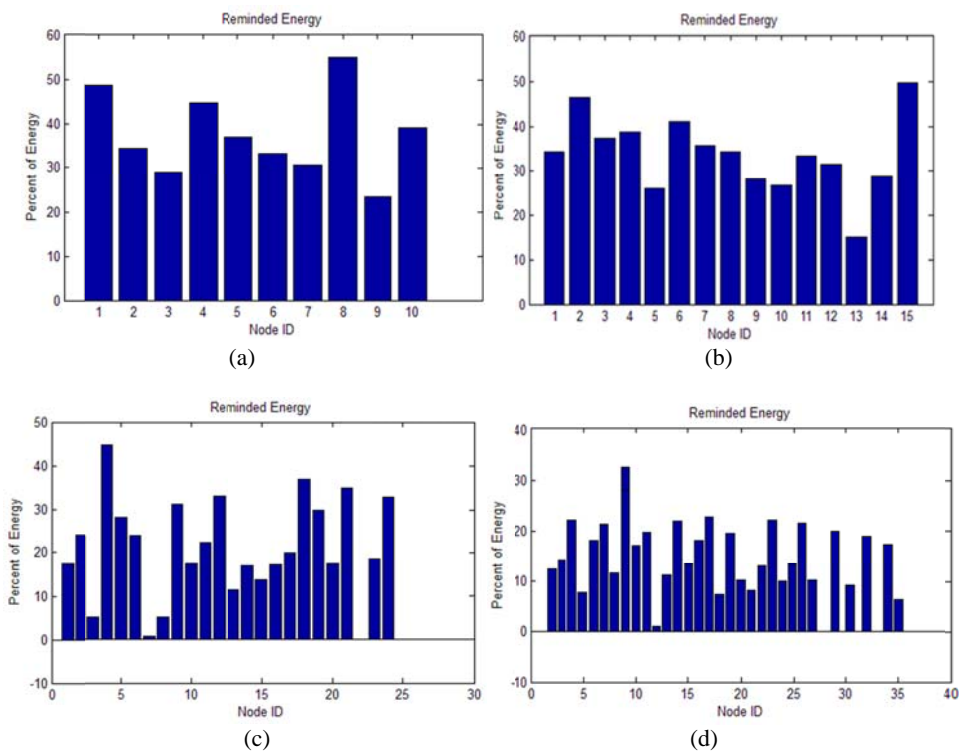 Reminded Energy
60
50
40
30
20
10
0
Percent of Energy
1 2 3 4 5 6 7 8 9 10
Node ID
(a)
Reminded Energy
60
50
40
30
20
10
0
Percent of Energy
1 2 3 4 5 6 7 8 9 10 11 12 13 14 15
Node ID
(b)
Reminded Energy
50
40
30
20
10
0
-10
Percent of Energy
0 5 10 15 20 25 30
Node ID
(c)
Reminded Energy
40
30
20
10
0
-10
Percent of Energy
0 5 10 15 20 25 30 35 40
Node ID
(d)